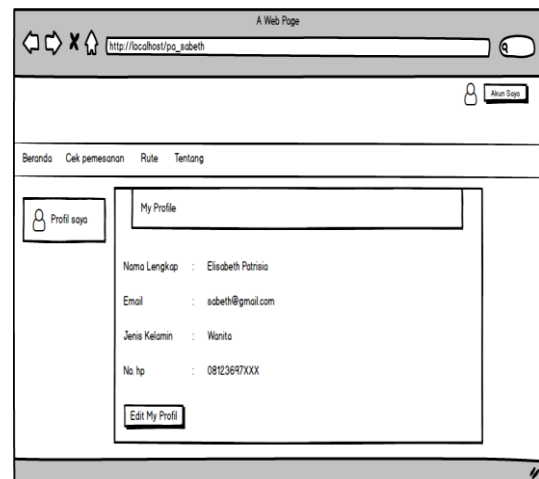 A Web Page
http://localhost/pa_sabeth
Akun Saya
Beranda Cek pemesanan Rute Tentang
Profil saya
My Profile
Nama Lengkap : Elisabeth Patrisia
Email : sabeth@gmail.com
Jenis Kelamin : Wanita
No hp : 08123697XXX
Edit My Profil